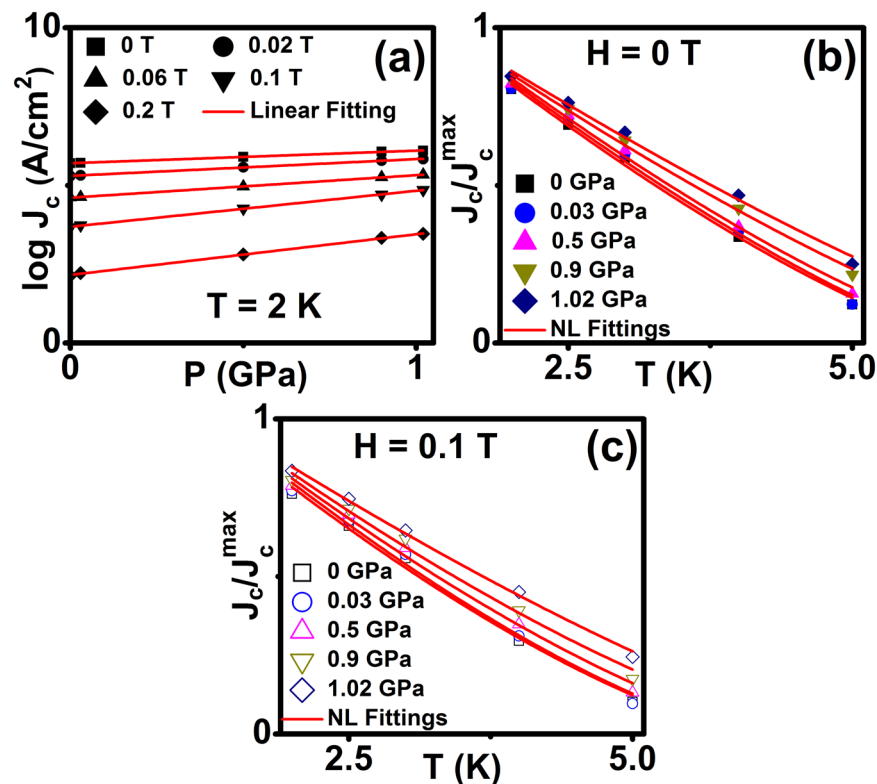 (a)
10
0
log J_c (A/cm^2)
0 T
0.02 T
0.06 T
0.1 T
0.2 T
Linear Fitting
T = 2 K
0
1
P (GPa)
(b)
1
0
J_c/J_c^max
H = 0 T
0 GPa
0.03 GPa
0.5 GPa
0.9 GPa
1.02 GPa
NL Fittings
2.5
5.0
T (K)
(c)
1
0
J_c/J_c^max
H = 0.1 T
0 GPa
0.03 GPa
0.5 GPa
0.9 GPa
1.02 GPa
NL Fittings
2.5
5.0
T (K)